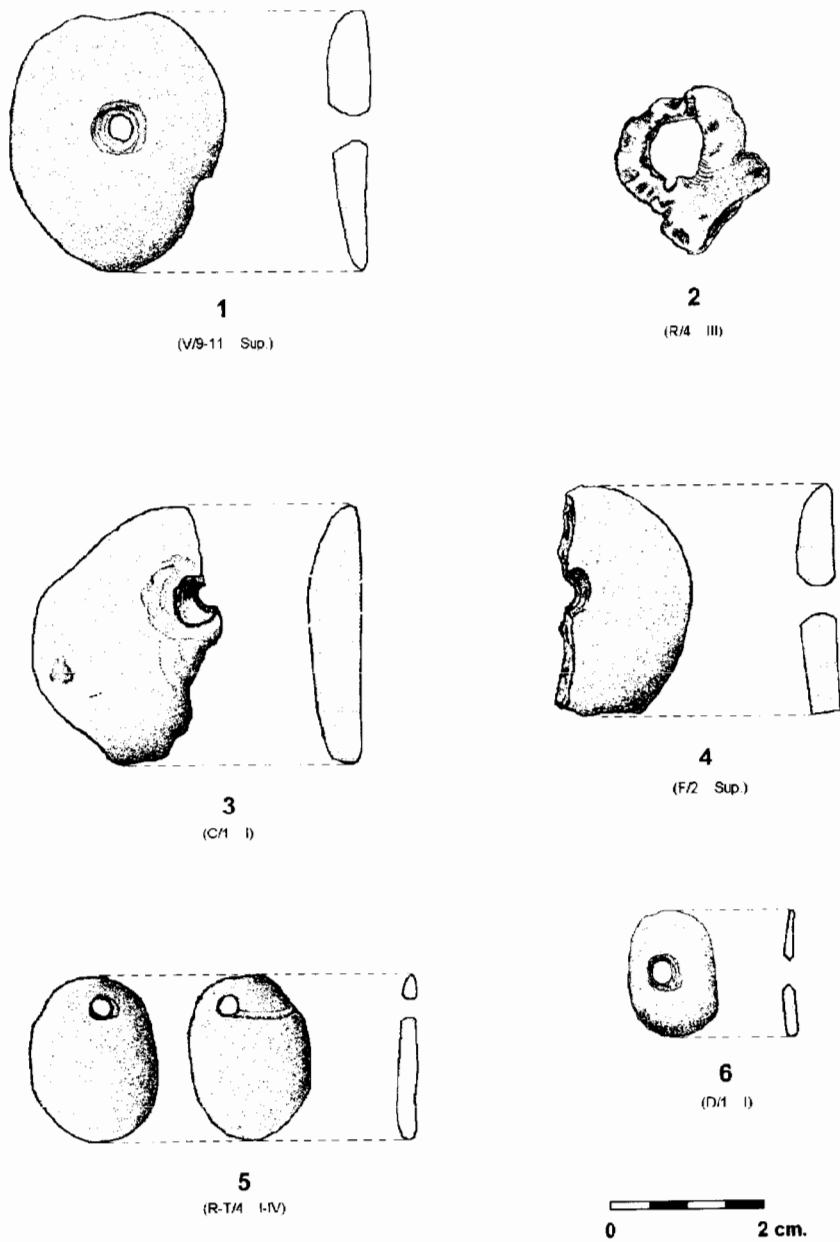 1
(V/9-11 Sup.)
2
(R/4 III)
3
(C/1 I)
4
(F/2 Sup.)
5
(R-T/4 I-IV)
6
(D/1 I)
0 2 cm.